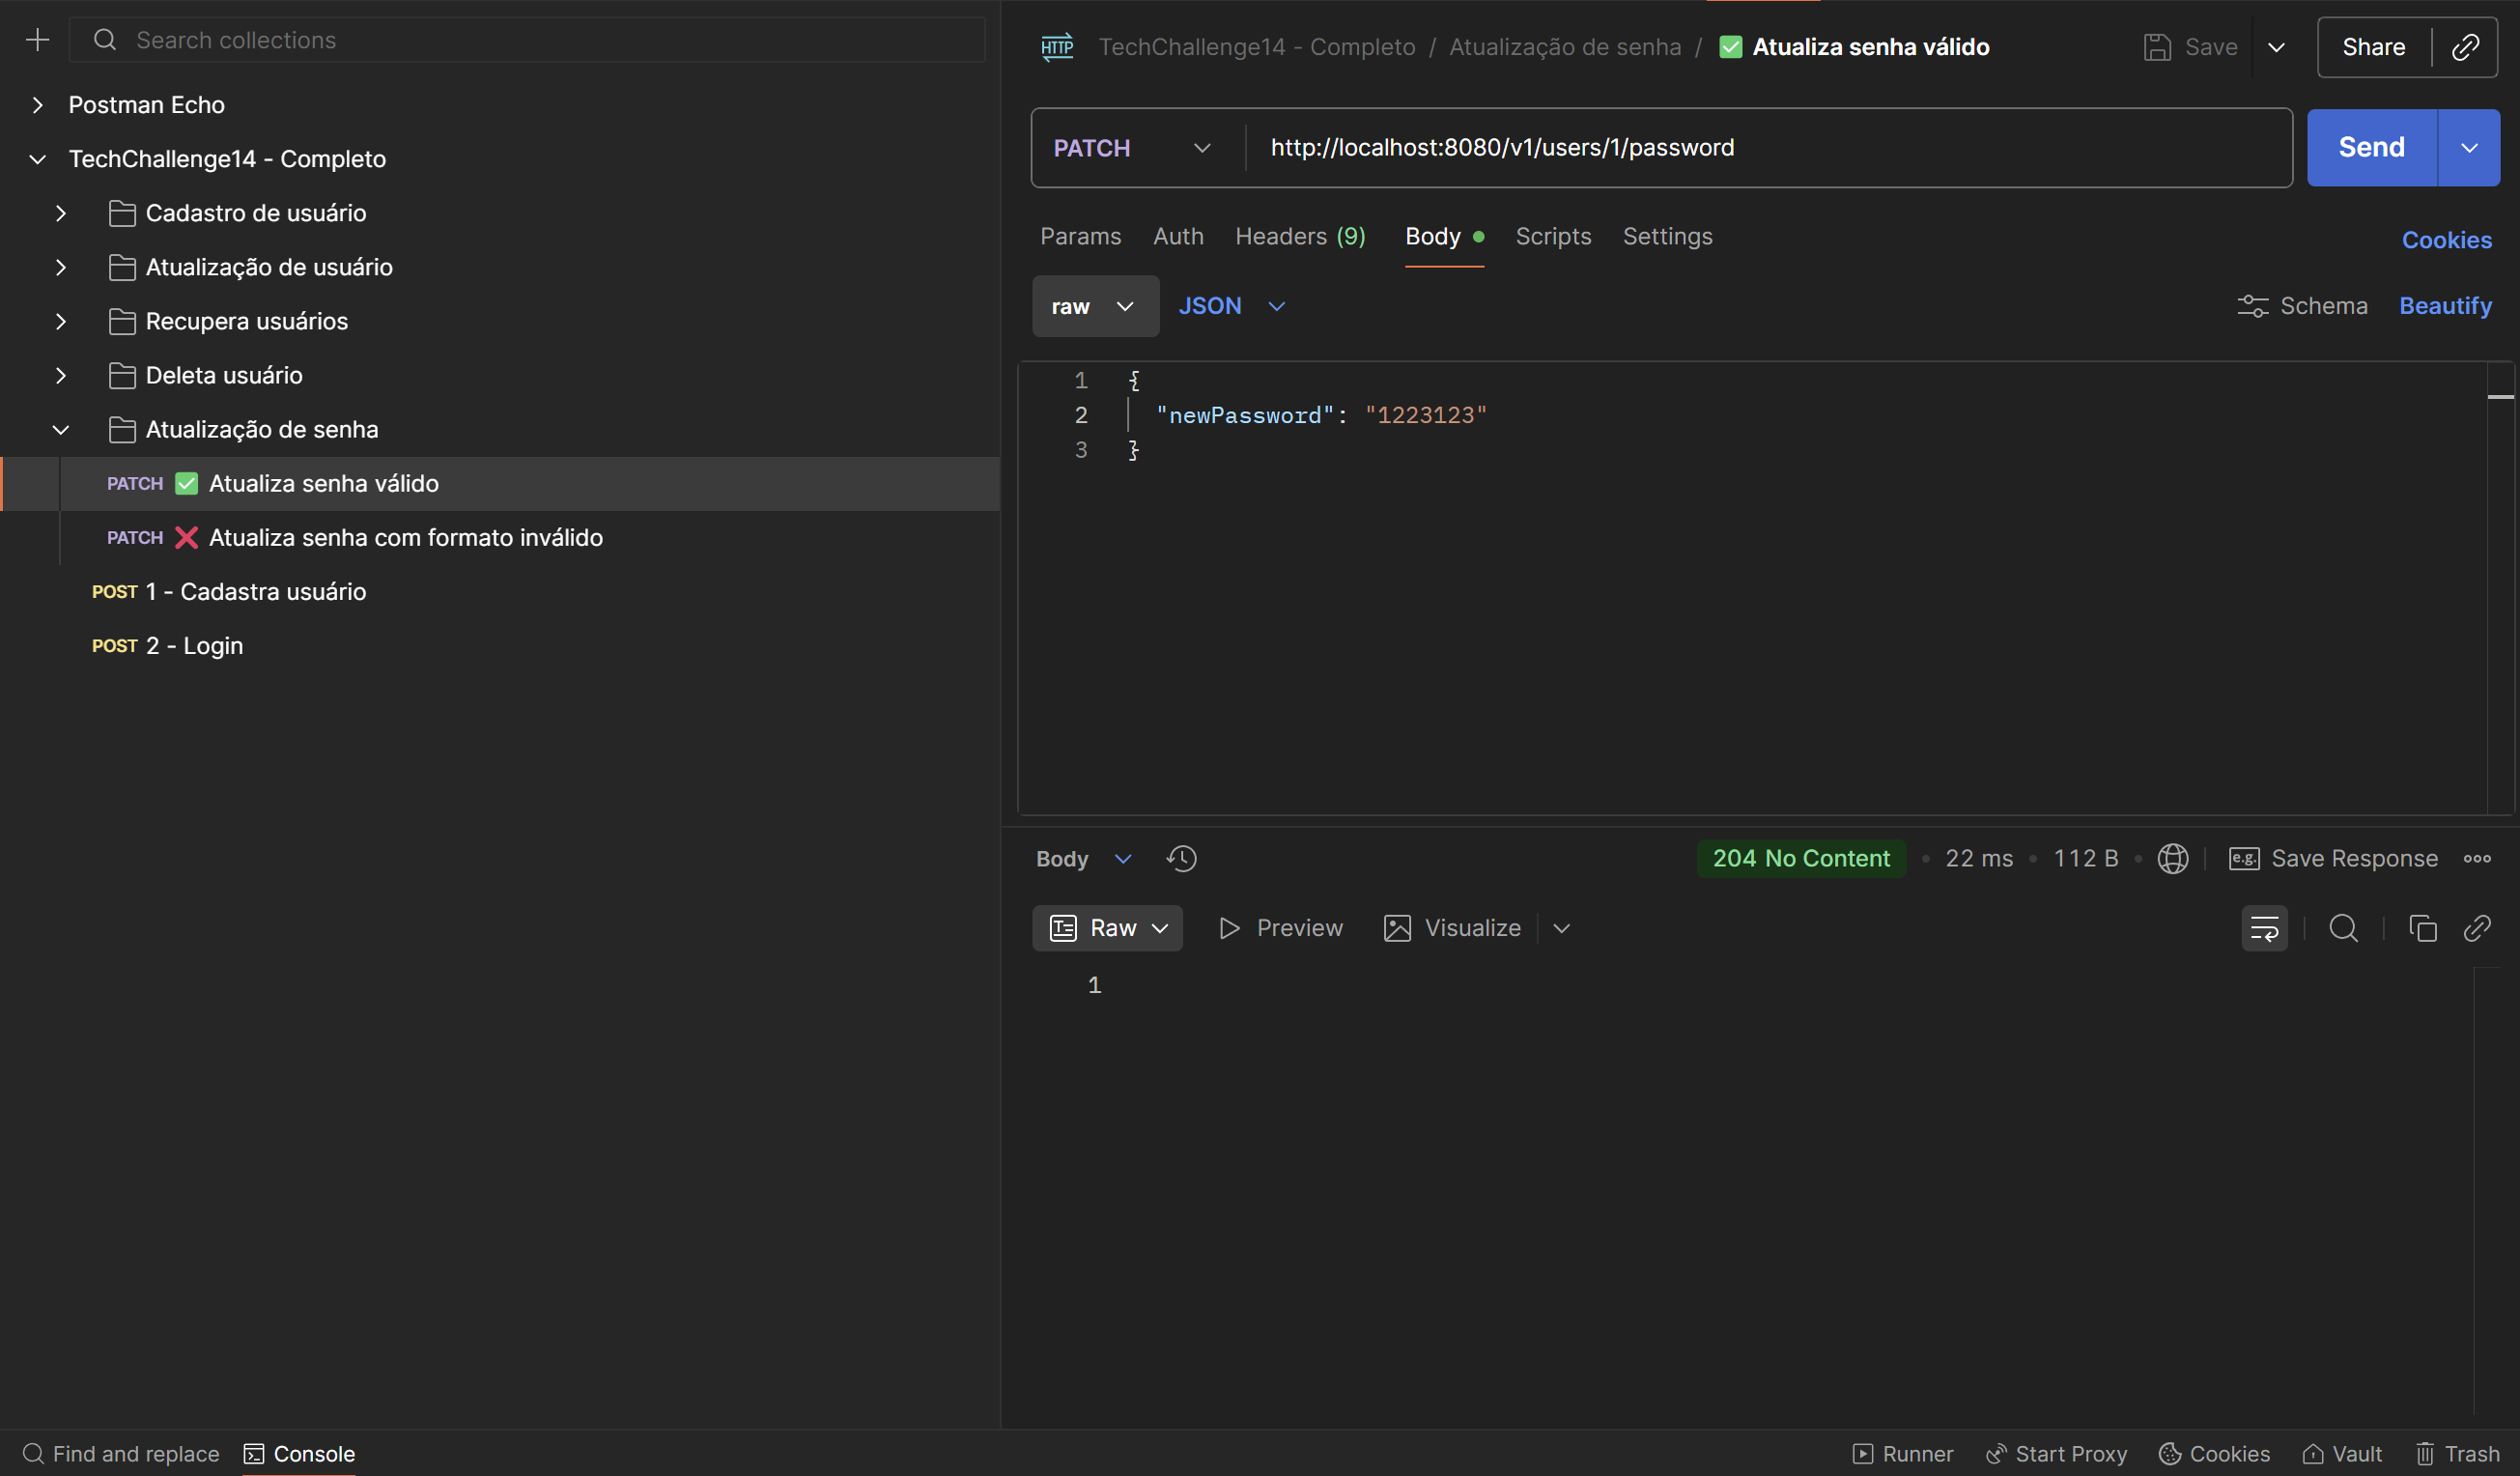 Search collections
Postman Echo
TechChallenge14 - Completo
Cadastro de usuário
Atualização de usuário
Recupera usuários
Deleta usuário
Atualização de senha
PATCH ✅ Atualiza senha válido
PATCH ❌ Atualiza senha com formato inválido
POST 1 - Cadastra usuário
POST 2 - Login
HTTP TechChallenge14 - Completo / Atualização de senha / ✅ Atualiza senha válido
Save
Share
PATCH http://localhost:8080/v1/users/1/password
Send
Params Auth Headers (9) Body Scripts Settings
Cookies
raw JSON
Schema Beautify
1 {
2 "newPassword": "1223123"
3 }
Body
204 No Content • 22 ms • 112 B
e.g. Save Response
Raw Preview Visualize
1
Find and replace Console
Runner Start Proxy Cookies Vault Trash